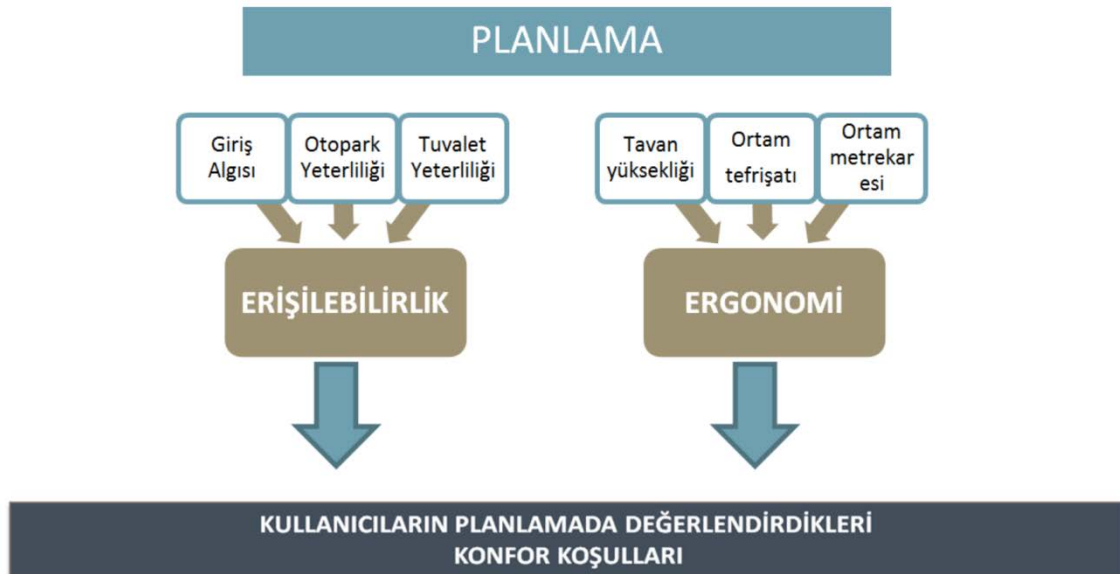 PLANLAMA
Giriş
Algısı
Otopark
Yeterliliği
Tuvalet
Yeterliliği
Tavan
yüksekliği
Ortam
tefrişatı
Ortam
metrekar
esi
ERİŞİLEBİLİRLİK
ERGONOMİ
KULLANICILARIN PLANLAMADA DEĞERLENDİRDİKLERİ
KONFOR KOŞULLARI